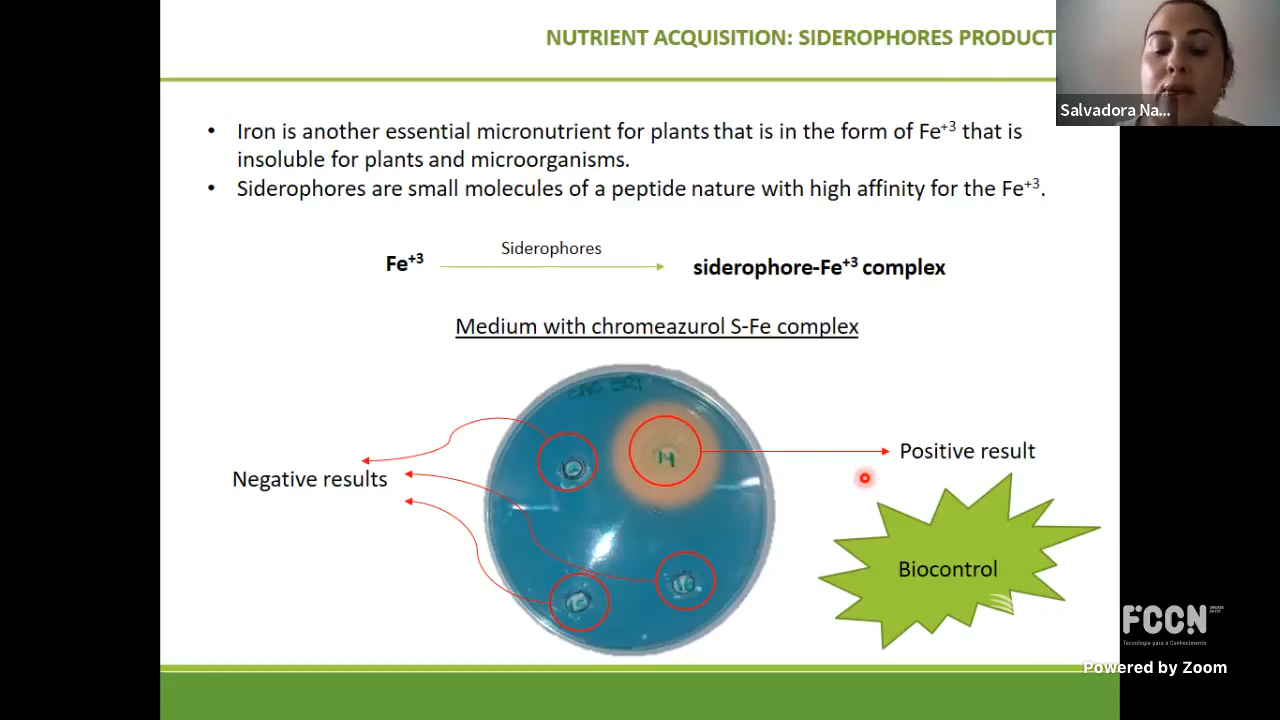 NUTRIENT ACQUISITION: SIDEROPHORES PRODUCT
Salvadora Na...
• Iron is another essential micronutrient for plants that is in the form of Fe+3 that is
insoluble for plants and microorganisms.
• Siderophores are small molecules of a peptide nature with high affinity for the Fe+3.
Siderophores
Fe+3
siderophore-Fe+3 complex
Medium with chromeazurol S-Fe complex
14
Negative results
Positive result
Biocontrol
FCCN
Tecnologia para o Conhecimento
Powered by Zoom